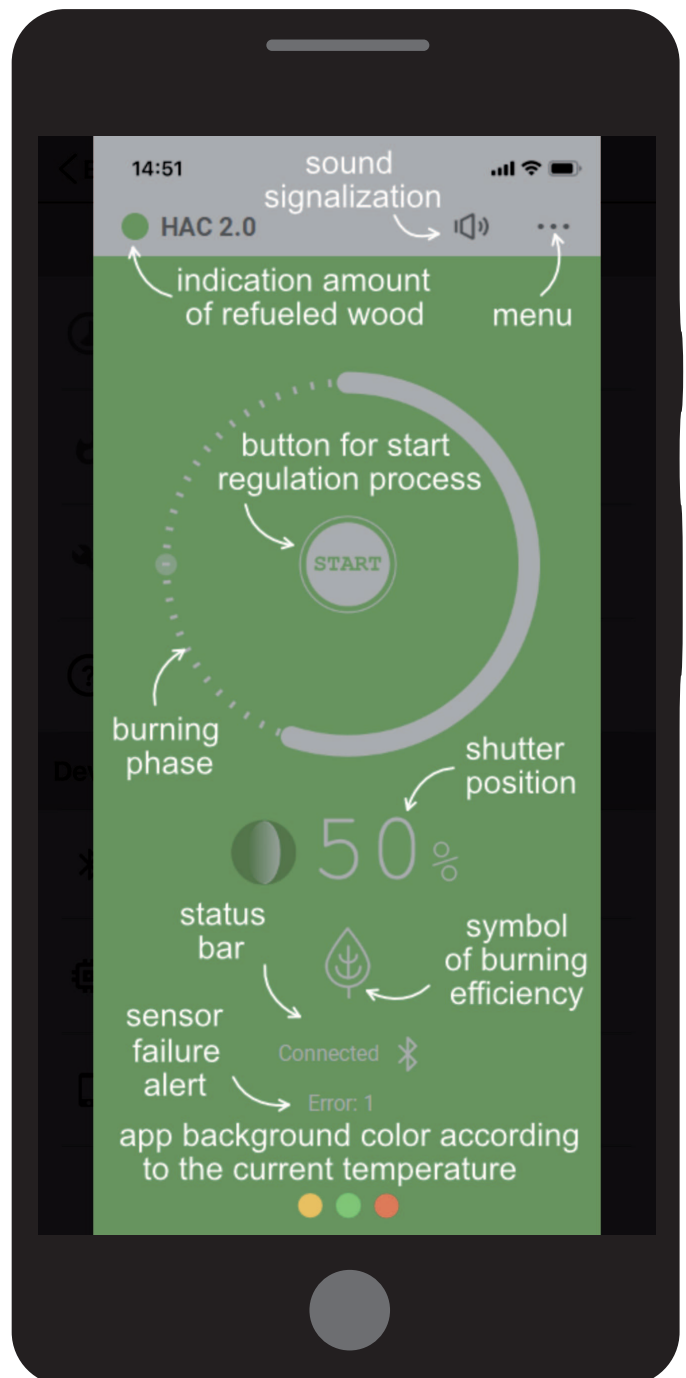 14:51
sound
signalization
HAC 2.0
indication amount
of refueled wood
menu
button for start
regulation process
START
burning
phase
shutter
position
50 %
status
bar
symbol
of burning
efficiency
sensor
failure
alert
Connected
Error: 1
app background color according
to the current temperature